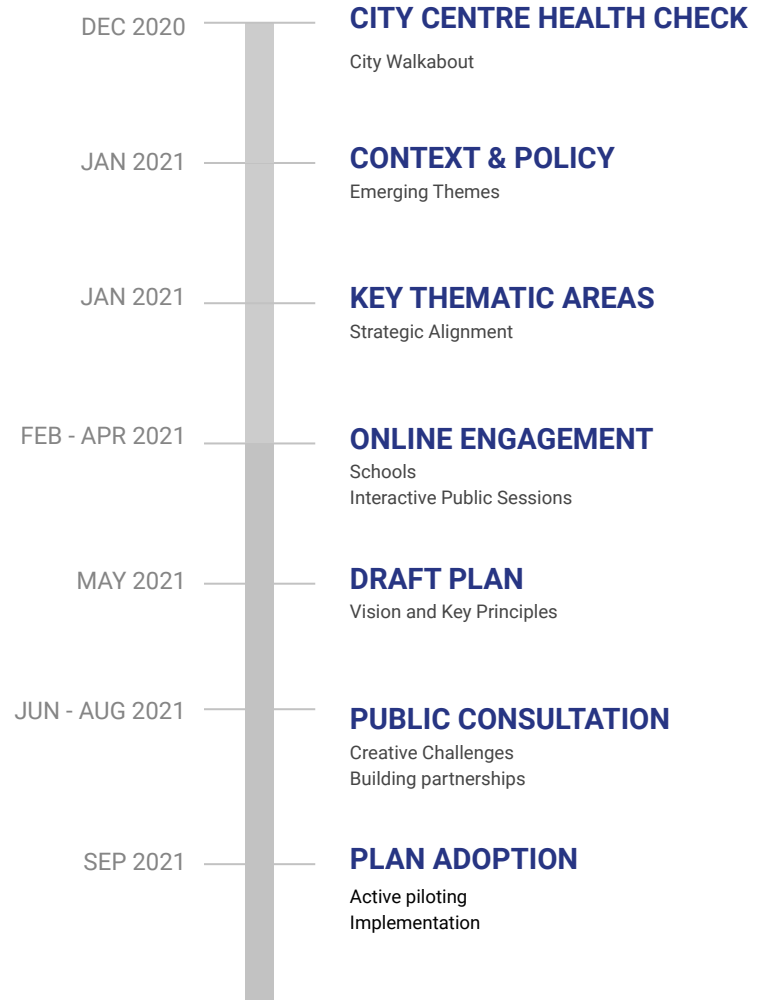 DEC 2020
CITY CENTRE HEALTH CHECK
City Walkabout
JAN 2021
CONTEXT & POLICY
Emerging Themes
JAN 2021
KEY THEMATIC AREAS
Strategic Alignment
FEB - APR 2021
ONLINE ENGAGEMENT
Schools
Interactive Public Sessions
MAY 2021
DRAFT PLAN
Vision and Key Principles
JUN - AUG 2021
PUBLIC CONSULTATION
Creative Challenges
Building partnerships
SEP 2021
PLAN ADOPTION
Active piloting
Implementation